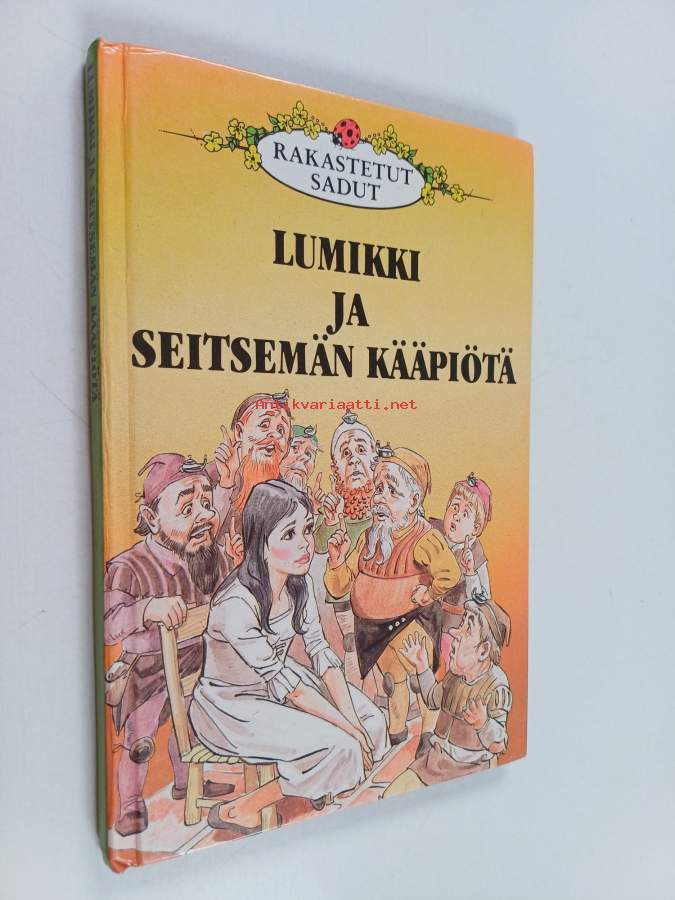 RAKASTETUT
SADUT
LUMIKKI
JA
SEITSEMÄN KÄÄPIÖTÄ
Antikvariaatti.net
LUMIKKI JA SEITSEMÄN KÄÄPIÖTÄ